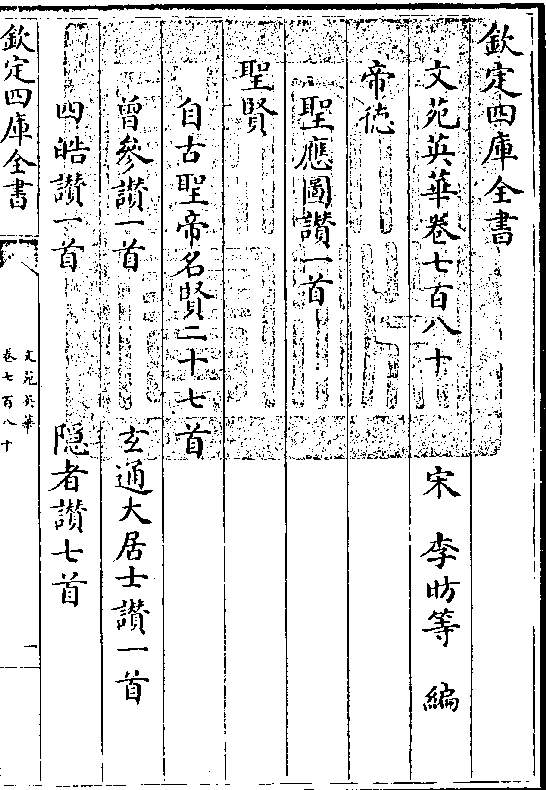 欽定四庫全書
文苑英華卷七百八十
宋 李昉等 編
帝德
聖應圖讃一首
聖賢
自古聖帝名賢二十七首
曾參讃一首
玄通大居士讃一首
四皓讃一首
隱者讃七首
欽定四庫全書
文苑英華
卷七百八十
一